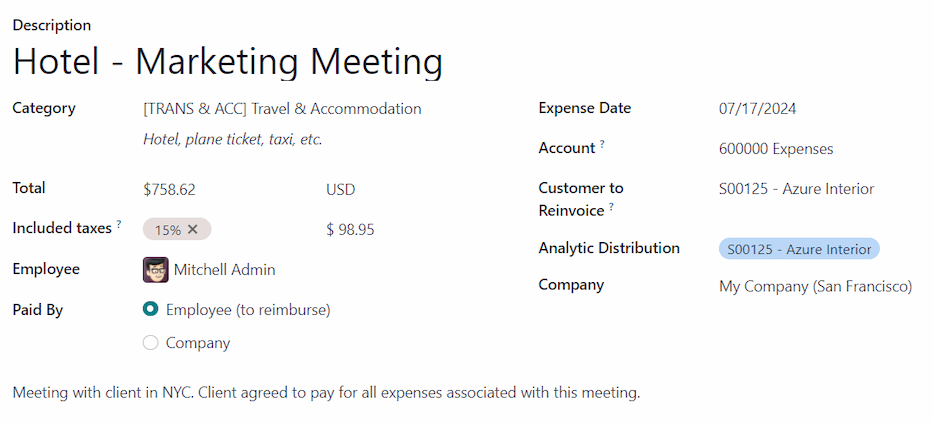 Description
Hotel - Marketing Meeting
Category [TRANS & ACC] Travel & Accommodation
Hotel, plane ticket, taxi, etc.
Total $758.62 USD
Included taxes ? 15% ✕ $ 98.95
Employee Mitchell Admin
Paid By Employee (to reimburse)
Company
Expense Date 07/17/2024
Account ? 600000 Expenses
Customer to S00125 - Azure Interior
Reinvoice ?
Analytic Distribution S00125 - Azure Interior
Company My Company (San Francisco)
Meeting with client in NYC. Client agreed to pay for all expenses associated with this meeting.